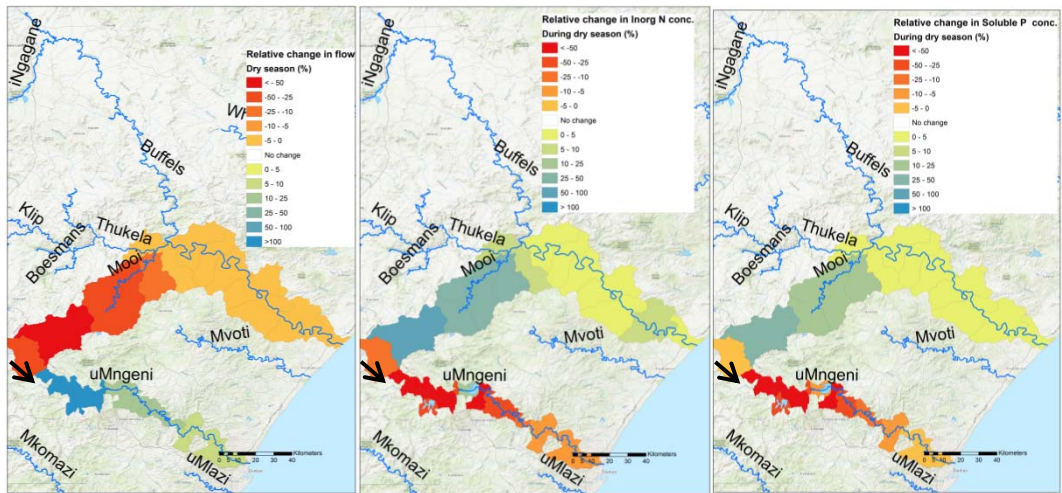 iNgagane
Relative change in flow
Dry season (%)
< - 50
-50 - -25
-25 - -10
-10 - -5
-5 - 0
No change
0 - 5
5 - 10
10 - 25
25 - 50
50 - 100
>100
Wh
Buffels
Klip
Thukela
Boesmans
Mooi
Mvoti
uMngeni
Mkomazi
uMlazi
0 5 10 20 30 40
Kilometers
iNgagane
Relative change in Inorg N conc.
During dry season (%)
< -50
-50 - -25
-25 - -10
-10 - -5
-5 - 0
No change
0 - 5
5 - 10
10 - 25
25 - 50
50 - 100
> 100
Buffels
Klip
Thukela
Boesmans
Mooi
Mvoti
uMngeni
Mkomazi
uMlazi
0 5 10 20 30 40
Kilometers
iNgagane
Relative change in Soluble P conc.
During dry season (%)
< -50
-50 - -25
-25 - -10
-10 - -5
-5 - 0
No change
0 - 5
5 - 10
10 - 25
25 - 50
50 - 100
> 100
Buffels
Klip
Thukela
Boesmans
Mooi
Mvoti
uMngeni
Mkomazi
uMlazi
0 5 10 20 30 40
Kilometers